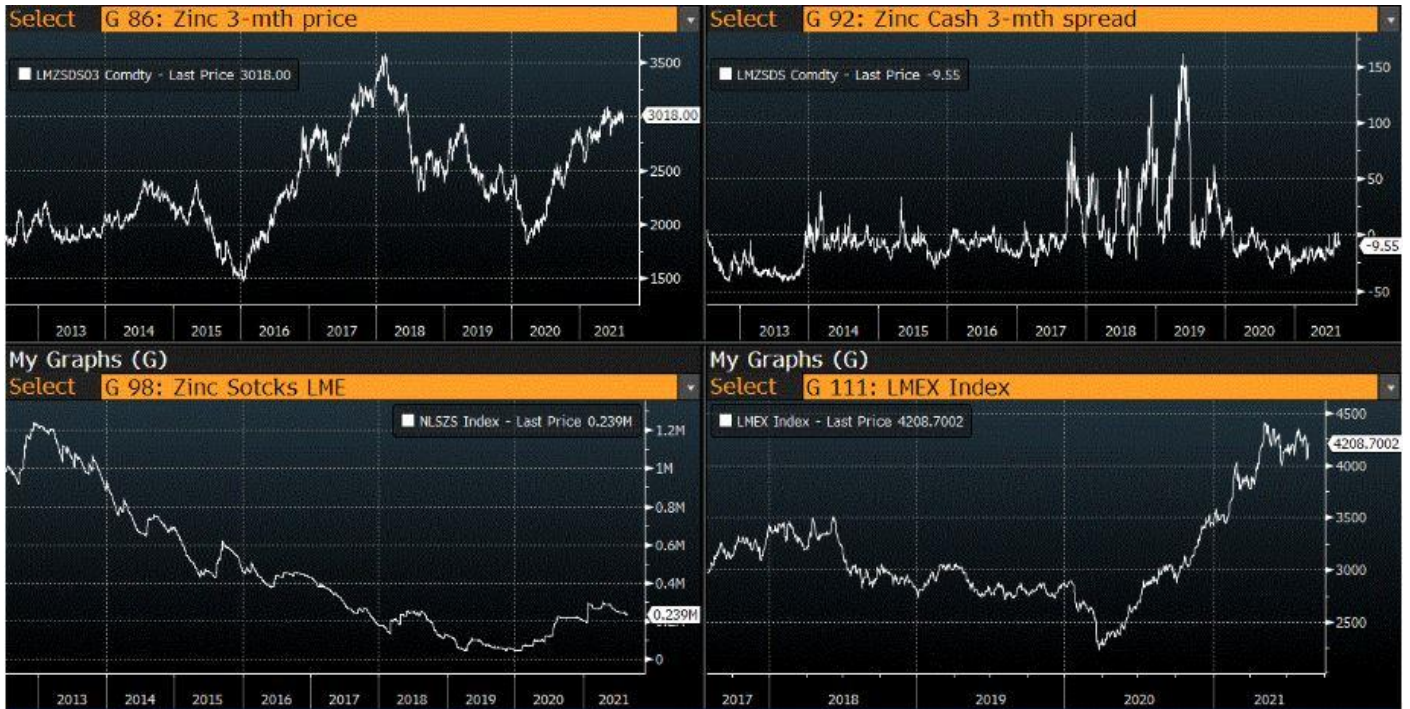 Select G 86: Zinc 3-mth price
LMZSDS03 Comdty - Last Price 3018.00
3500
3018.00
2500
2000
1500
2013 2014 2015 2016 2017 2018 2019 2020 2021
Select G 92: Zinc Cash 3-mth spread
LMZSDS Comdty - Last Price -9.55
150
100
50
0
-9.55
-50
2013 2014 2015 2016 2017 2018 2019 2020 2021
My Graphs (G)
Select G 98: Zinc Sotcks LME
NLSZS Index - Last Price 0.239M
1.2M
1M
0.8M
0.6M
0.4M
0.239M
0
2013 2014 2015 2016 2017 2018 2019 2020 2021
My Graphs (G)
Select G 111: LMEX Index
LMEX Index - Last Price 4208.7002
4500
4208.7002
4000
3500
3000
2500
2017 2018 2019 2020 2021